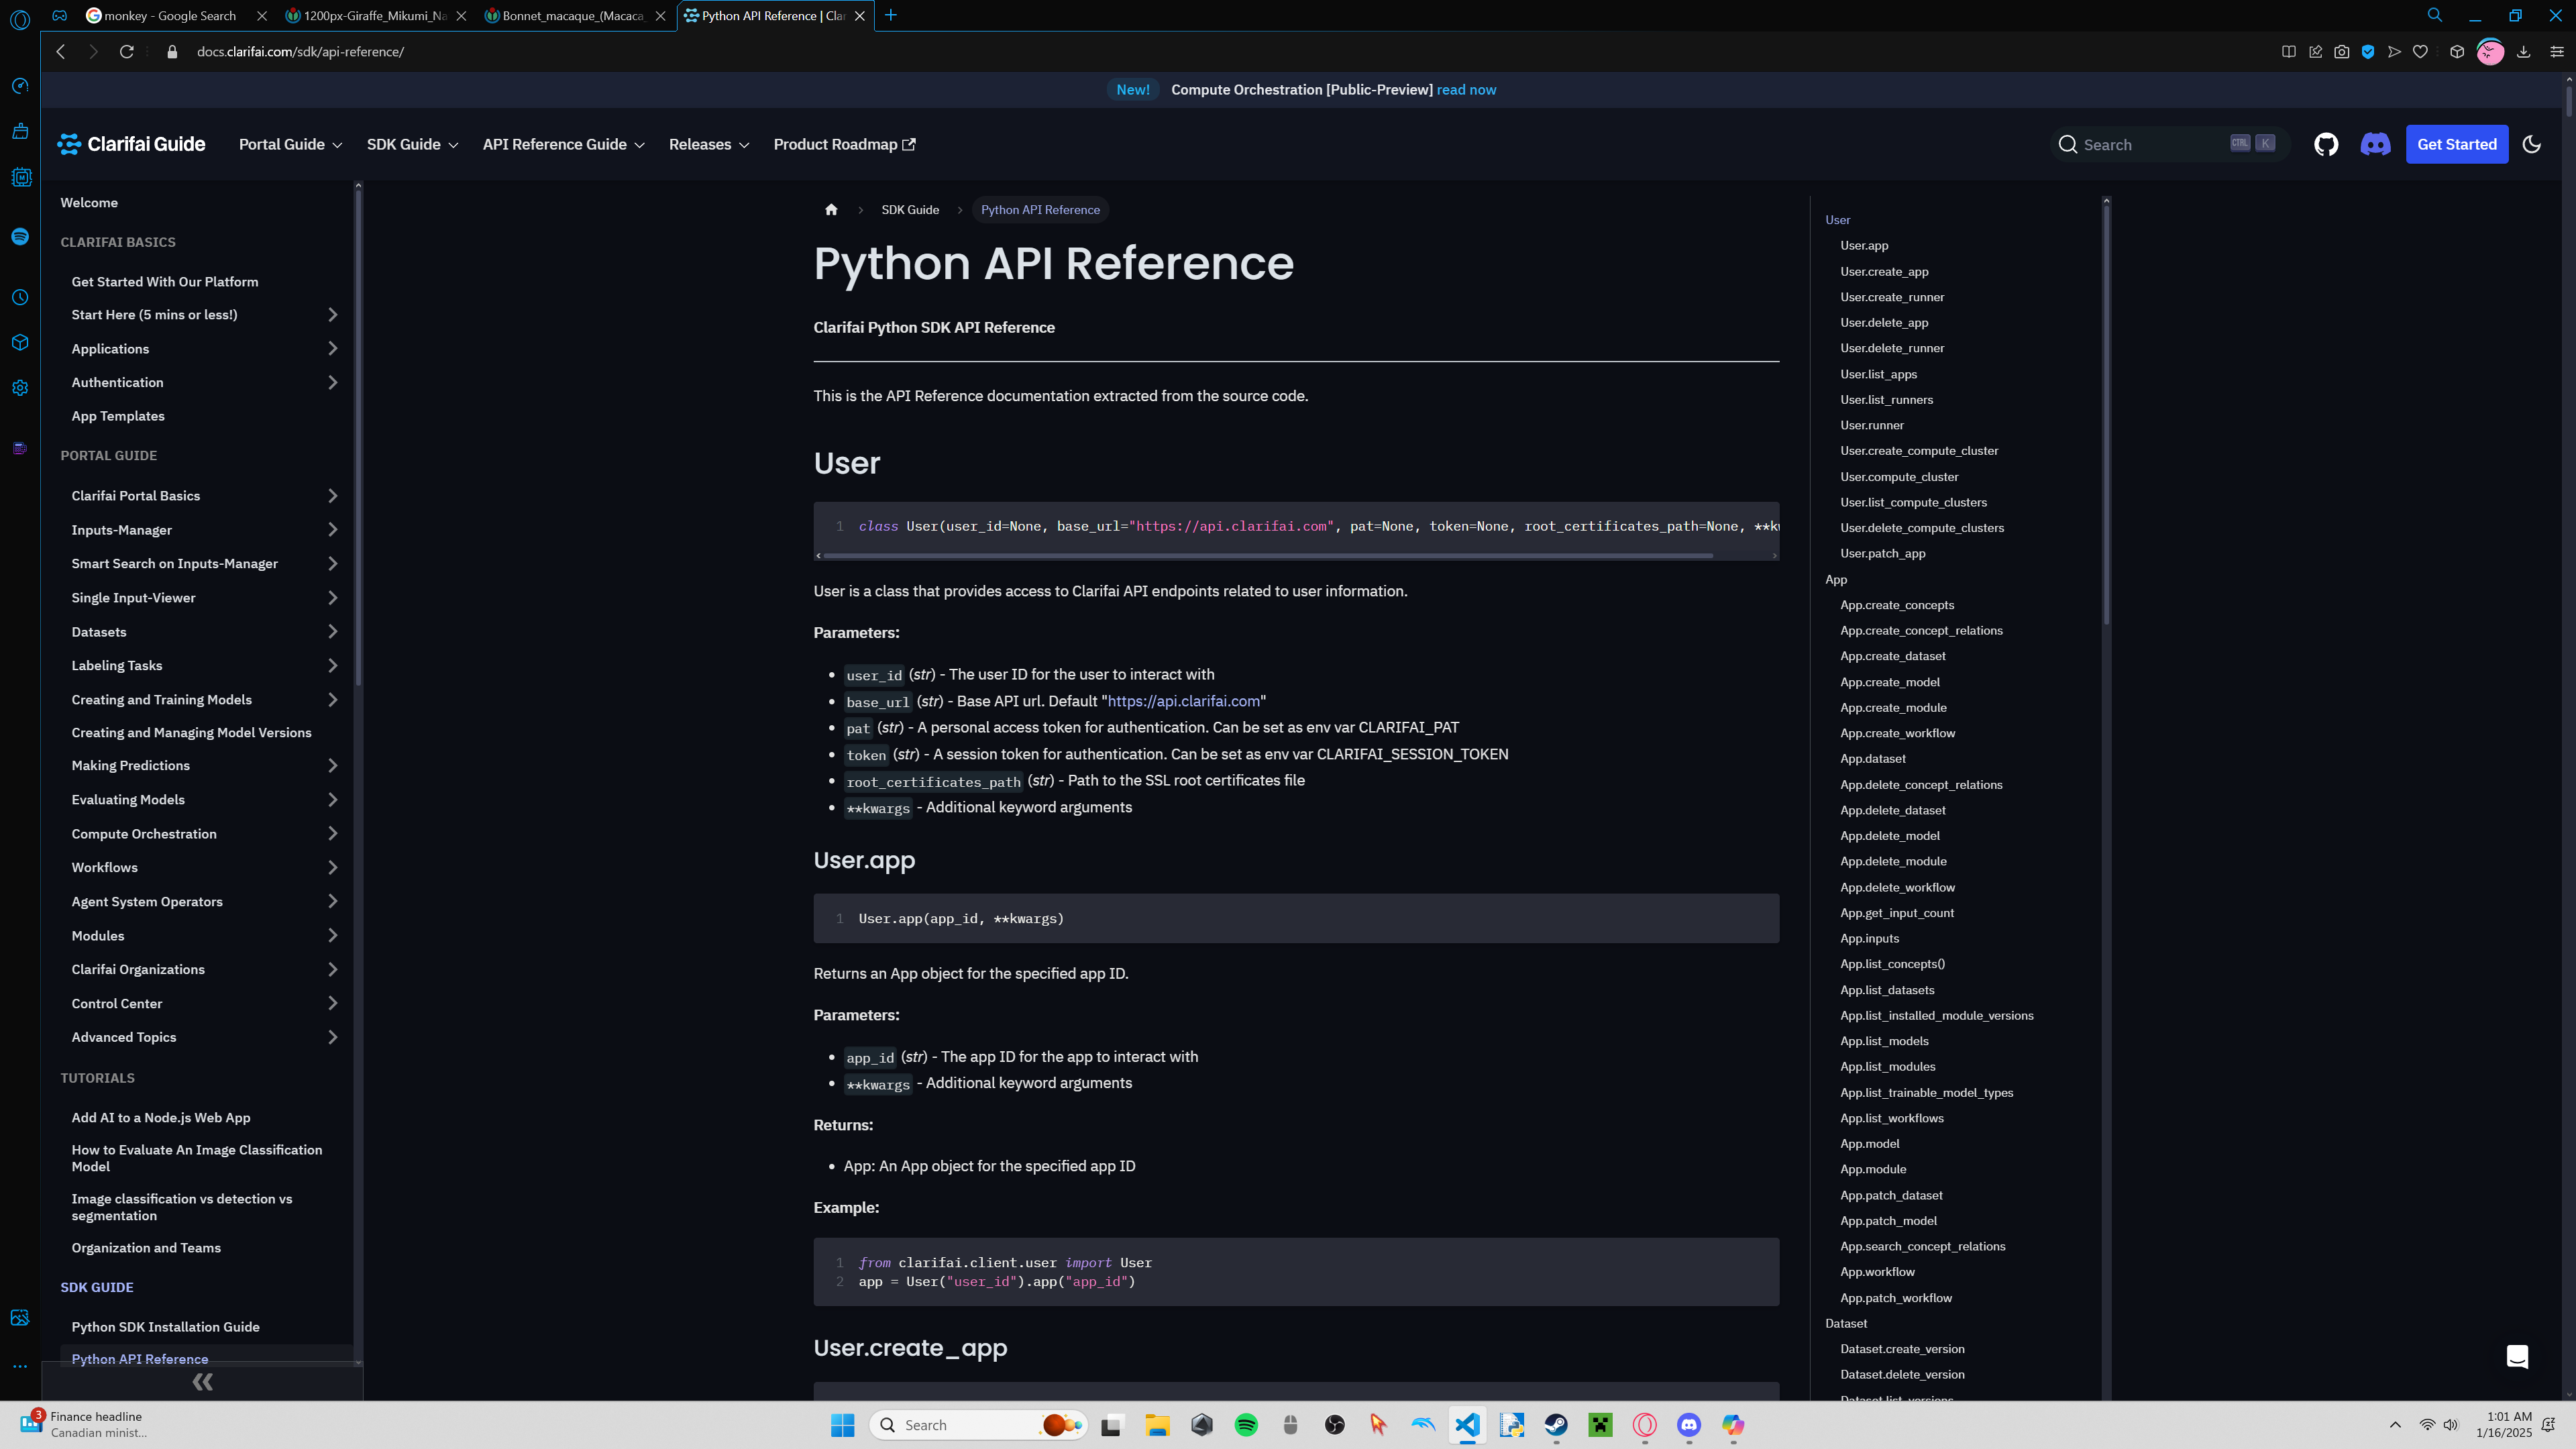 monkey - Google Search
1200px-Giraffe_Mikumi_Na
Bonnet_macaque_(Macaca_
Python API Reference | Clar
docs.clarifai.com/sdk/api-reference/
New! Compute Orchestration [Public-Preview] read now
Clarifai Guide
Portal Guide
SDK Guide
API Reference Guide
Releases
Product Roadmap
Search
CTRL K
Get Started
Welcome
CLARIFAI BASICS
Get Started With Our Platform
Start Here (5 mins or less!)
Applications
Authentication
App Templates
PORTAL GUIDE
Clarifai Portal Basics
Inputs-Manager
Smart Search on Inputs-Manager
Single Input-Viewer
Datasets
Labeling Tasks
Creating and Training Models
Creating and Managing Model Versions
Making Predictions
Evaluating Models
Compute Orchestration
Workflows
Agent System Operators
Modules
Clarifai Organizations
Control Center
Advanced Topics
TUTORIALS
Add AI to a Node.js Web App
How to Evaluate An Image Classification
Model
Image classification vs detection vs
segmentation
Organization and Teams
SDK GUIDE
Python SDK Installation Guide
Python API Reference
SDK Guide
Python API Reference
Python API Reference
Clarifai Python SDK API Reference
This is the API Reference documentation extracted from the source code.
User
1 class User(user_id=None, base_url="https://api.clarifai.com", pat=None, token=None, root_certificates_path=None, **kw
User is a class that provides access to Clarifai API endpoints related to user information.
Parameters:
• user_id (str) - The user ID for the user to interact with
• base_url (str) - Base API url. Default "https://api.clarifai.com"
• pat (str) - A personal access token for authentication. Can be set as env var CLARIFAI_PAT
• token (str) - A session token for authentication. Can be set as env var CLARIFAI_SESSION_TOKEN
• root_certificates_path (str) - Path to the SSL root certificates file
• **kwargs - Additional keyword arguments
User.app
1 User.app(app_id, **kwargs)
Returns an App object for the specified app ID.
Parameters:
• app_id (str) - The app ID for the app to interact with
• **kwargs - Additional keyword arguments
Returns:
• App: An App object for the specified app ID
Example:
1 from clarifai.client.user import User
2 app = User("user_id").app("app_id")
User.create_app
User
User.app
User.create_app
User.create_runner
User.delete_app
User.delete_runner
User.list_apps
User.list_runners
User.runner
User.create_compute_cluster
User.compute_cluster
User.list_compute_clusters
User.delete_compute_clusters
User.patch_app
App
App.create_concepts
App.create_concept_relations
App.create_dataset
App.create_model
App.create_module
App.create_workflow
App.dataset
App.delete_concept_relations
App.delete_dataset
App.delete_model
App.delete_module
App.delete_workflow
App.get_input_count
App.inputs
App.list_concepts()
App.list_datasets
App.list_installed_module_versions
App.list_models
App.list_modules
App.list_trainable_model_types
App.list_workflows
App.model
App.module
App.patch_dataset
App.patch_model
App.search_concept_relations
App.workflow
App.patch_workflow
Dataset
Dataset.create_version
Dataset.delete_version
Dataset.list_versions
3
Finance headline
Canadian minist...
Search
1:01 AM
1/16/2025